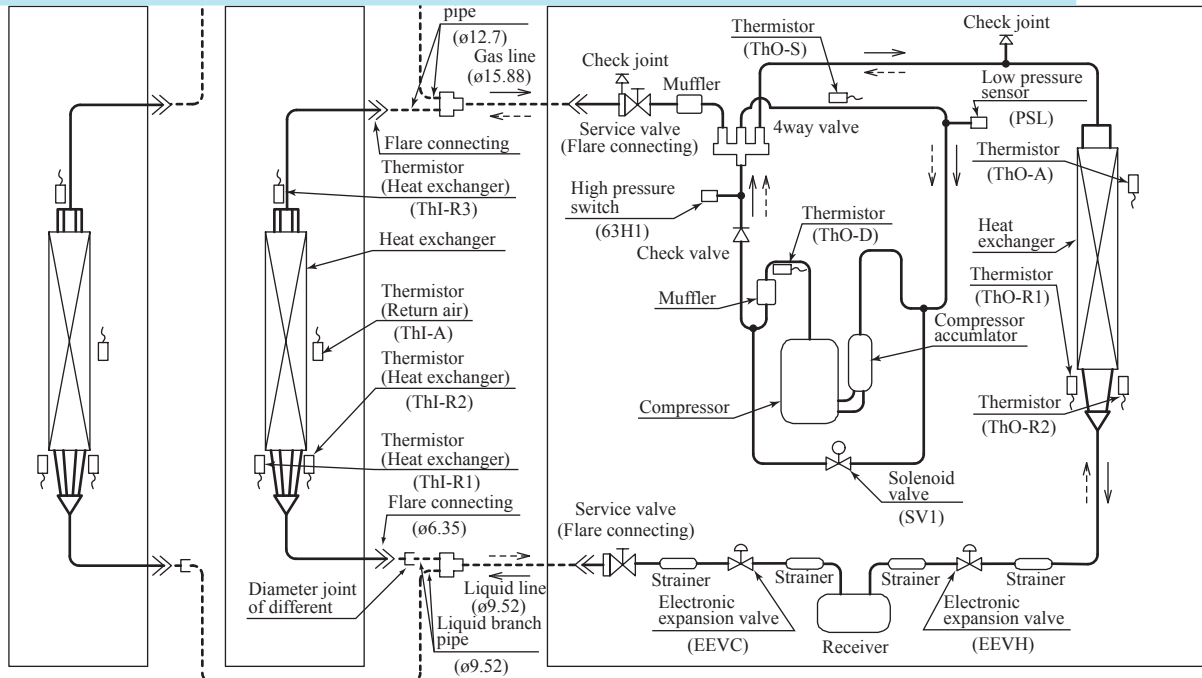 pipe
(ø12.7)
Gas line
(ø15.88)
Flare connecting
Thermistor
(Heat exchanger)
(ThI-R3)
Heat exchanger
Thermistor
(Return air)
(ThI-A)
Thermistor
(Heat exchanger)
(ThI-R2)
Thermistor
(Heat exchanger)
(ThI-R1)
Flare connecting
(ø6.35)
Diameter joint
of different
Liquid line
(ø9.52)
Liquid branch
pipe
(ø9.52)
Check joint
Muffler
Service valve
(Flare connecting)
Thermistor
(ThO-S)
4way valve
Check joint
Low pressure
sensor
(PSL)
High pressure
switch
(63H1)
Check valve
Thermistor
(ThO-D)
Muffler
Compressor
Compressor
accumlator
Thermistor
(ThO-A)
Heat
exchanger
Thermistor
(ThO-R1)
Thermistor
(ThO-R2)
Solenoid
valve
(SV1)
Service valve
(Flare connecting)
Strainer
Strainer
Strainer
Strainer
Electronic
expansion valve
(EEVC)
Receiver
Electronic
expansion valve
(EEVH)